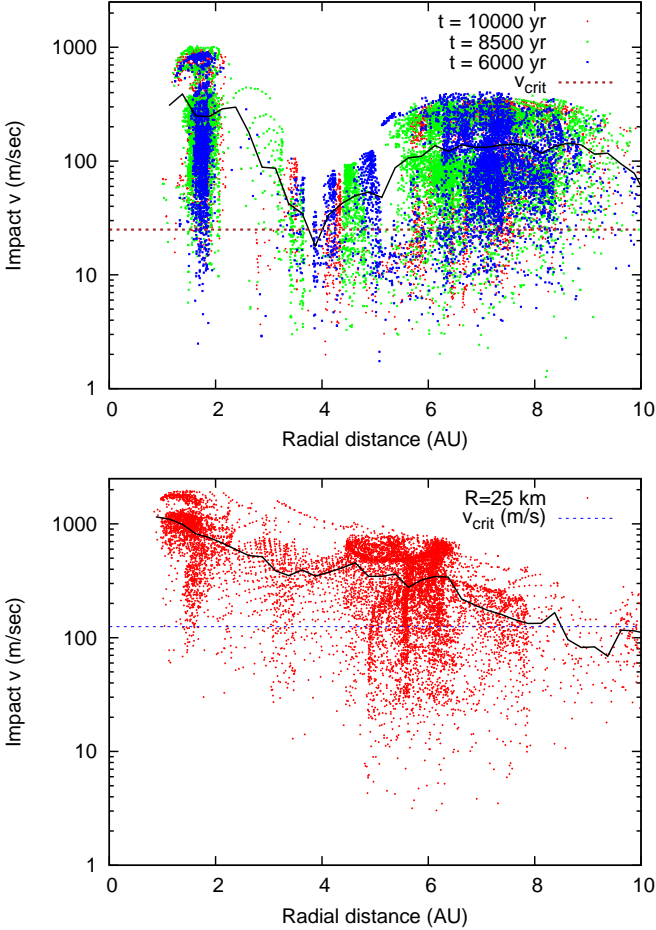 t = 10000 yr
t = 8500 yr
t = 6000 yr
v_crit
1000
100
10
1
Impact v (m/sec)
0 2 4 6 8 10
Radial distance (AU)
R=25 km
v_crit (m/s)
1000
100
10
1
Impact v (m/sec)
0 2 4 6 8 10
Radial distance (AU)